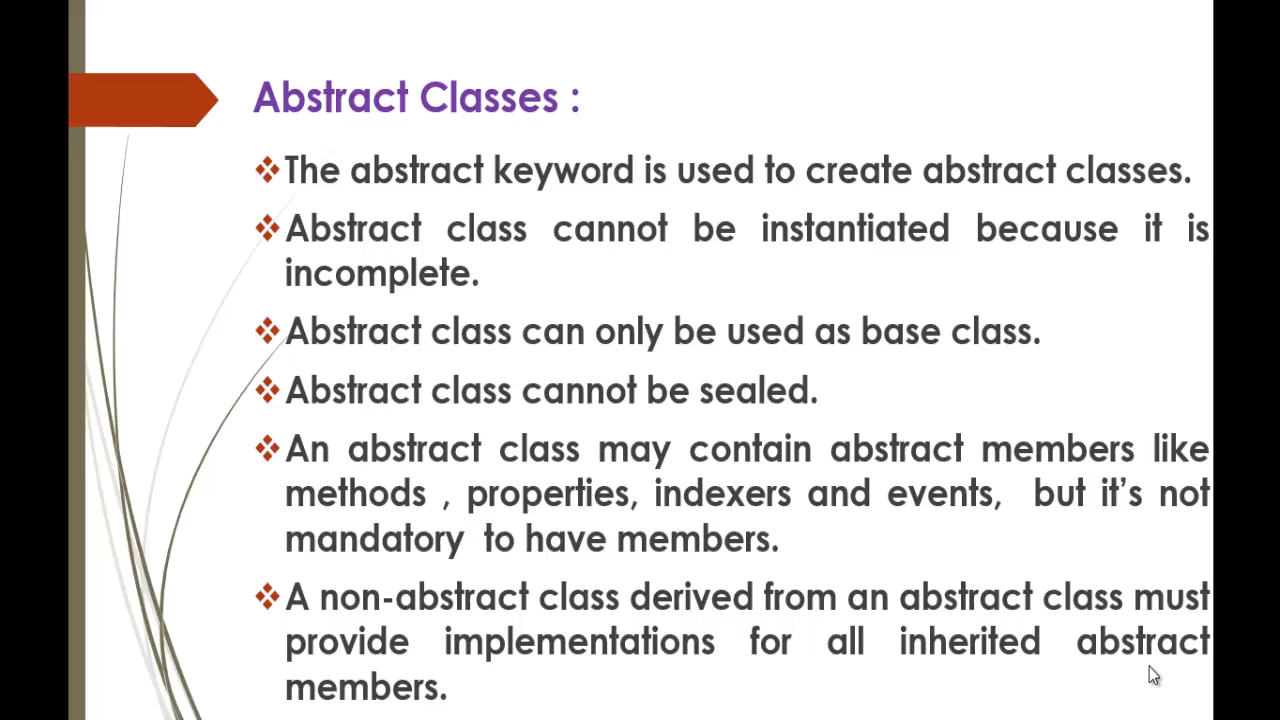 Abstract Classes :
❖The abstract keyword is used to create abstract classes.
❖Abstract class cannot be instantiated because it is
incomplete.
❖Abstract class can only be used as base class.
❖Abstract class cannot be sealed.
❖An abstract class may contain abstract members like
methods , properties, indexers and events,  but it’s not
mandatory  to have members.
❖A non-abstract class derived from an abstract class must
provide implementations for all inherited abstract
members.